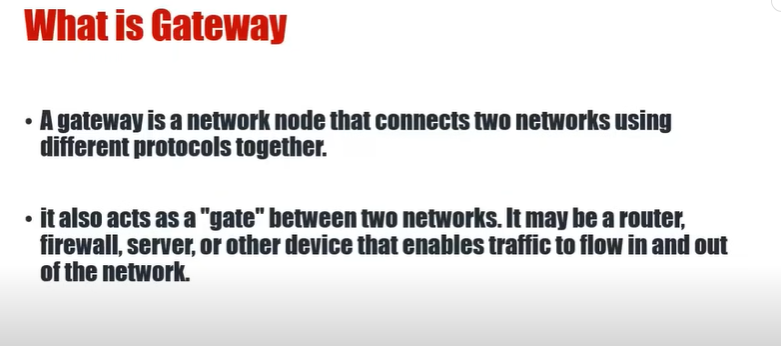 What is Gateway
• A gateway is a network node that connects two networks using
different protocols together.
• it also acts as a "gate" between two networks. It may be a router,
firewall, server, or other device that enables traffic to flow in and out
of the network.